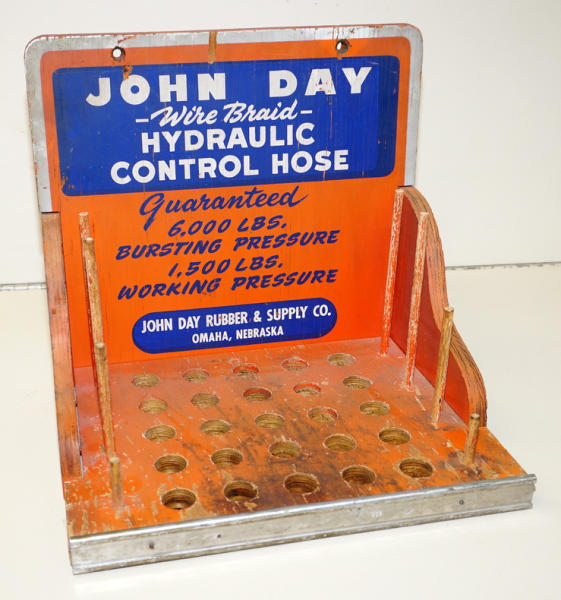 JOHN DAY
-Wire Braid-
HYDRAULIC
CONTROL HOSE
Guaranteed
6,000 LBS.
BURSTING PRESSURE
1,500 LBS.
WORKING PRESSURE
JOHN DAY RUBBER & SUPPLY CO.
OMAHA, NEBRASKA